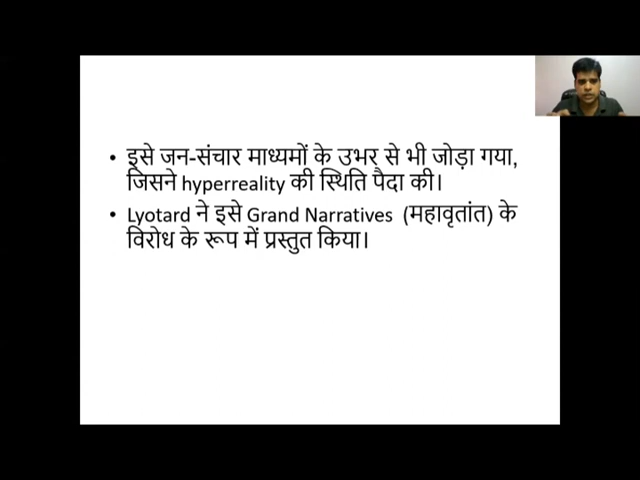 • इसे जन-संचार माध्यमों के उभर से भी जोड़ा गया,
जिसने hyperreality की स्थिति पैदा की।
• Lyotard ने इसे Grand Narratives (महावृतांत) के
विरोध के रूप में प्रस्तुत किया।